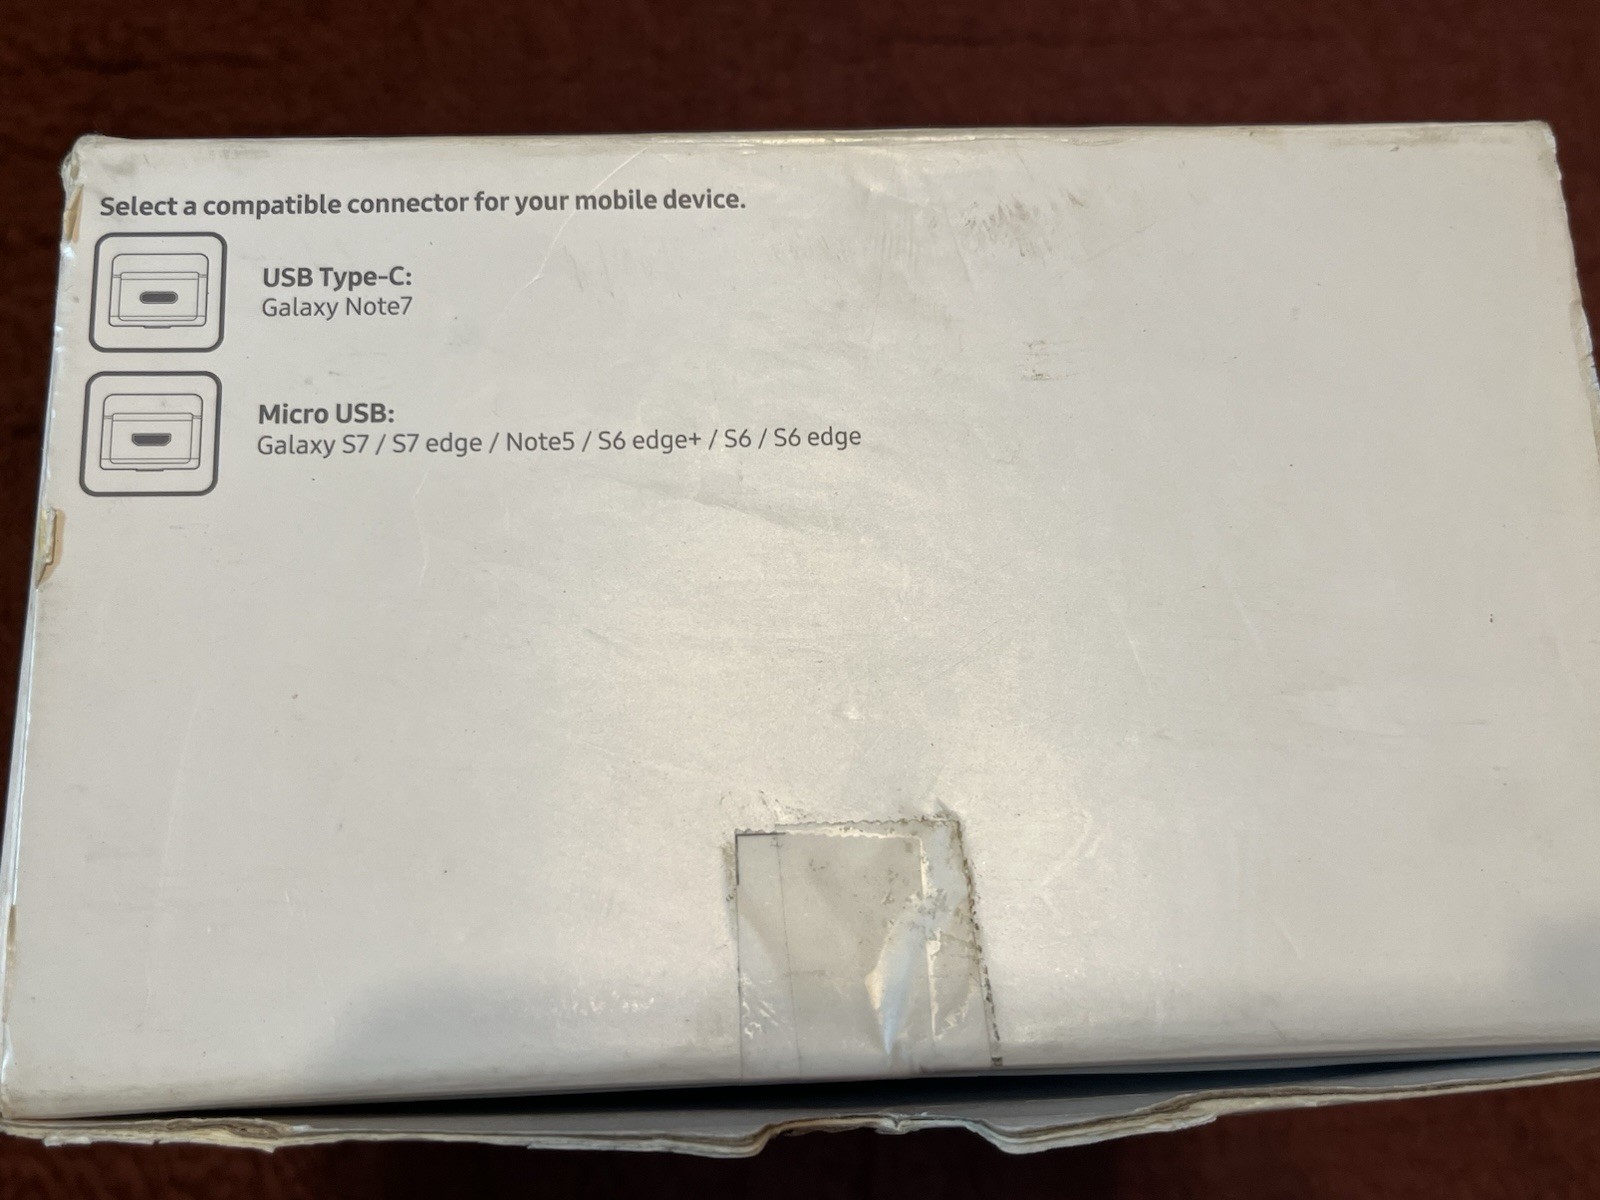 Select a compatible connector for your mobile device.
USB Type-C:
Galaxy Note7
Micro USB:
Galaxy S7 / S7 edge / Note5 / S6 edge+ / S6 / S6 edge